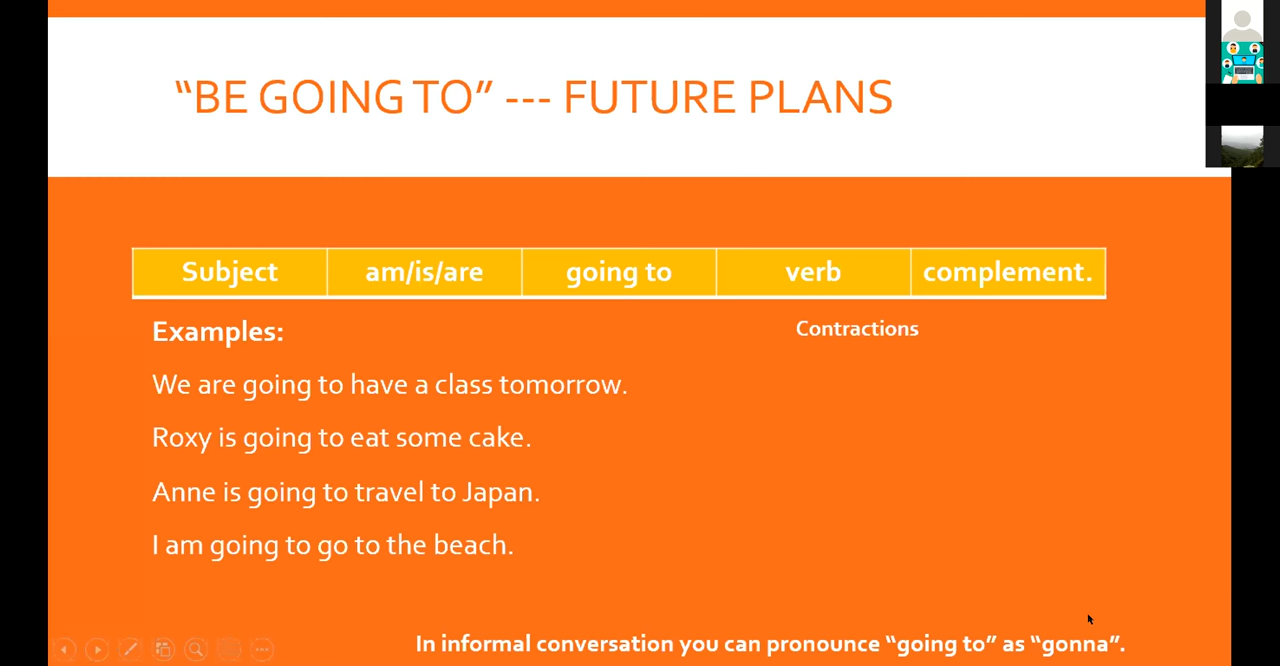 “BE GOING TO” --- FUTURE PLANS
Subject am/is/are going to verb complement.
Examples:
Contractions
We are going to have a class tomorrow.
Roxy is going to eat some cake.
Anne is going to travel to Japan.
I am going to go to the beach.
In informal conversation you can pronounce “going to” as “gonna”.